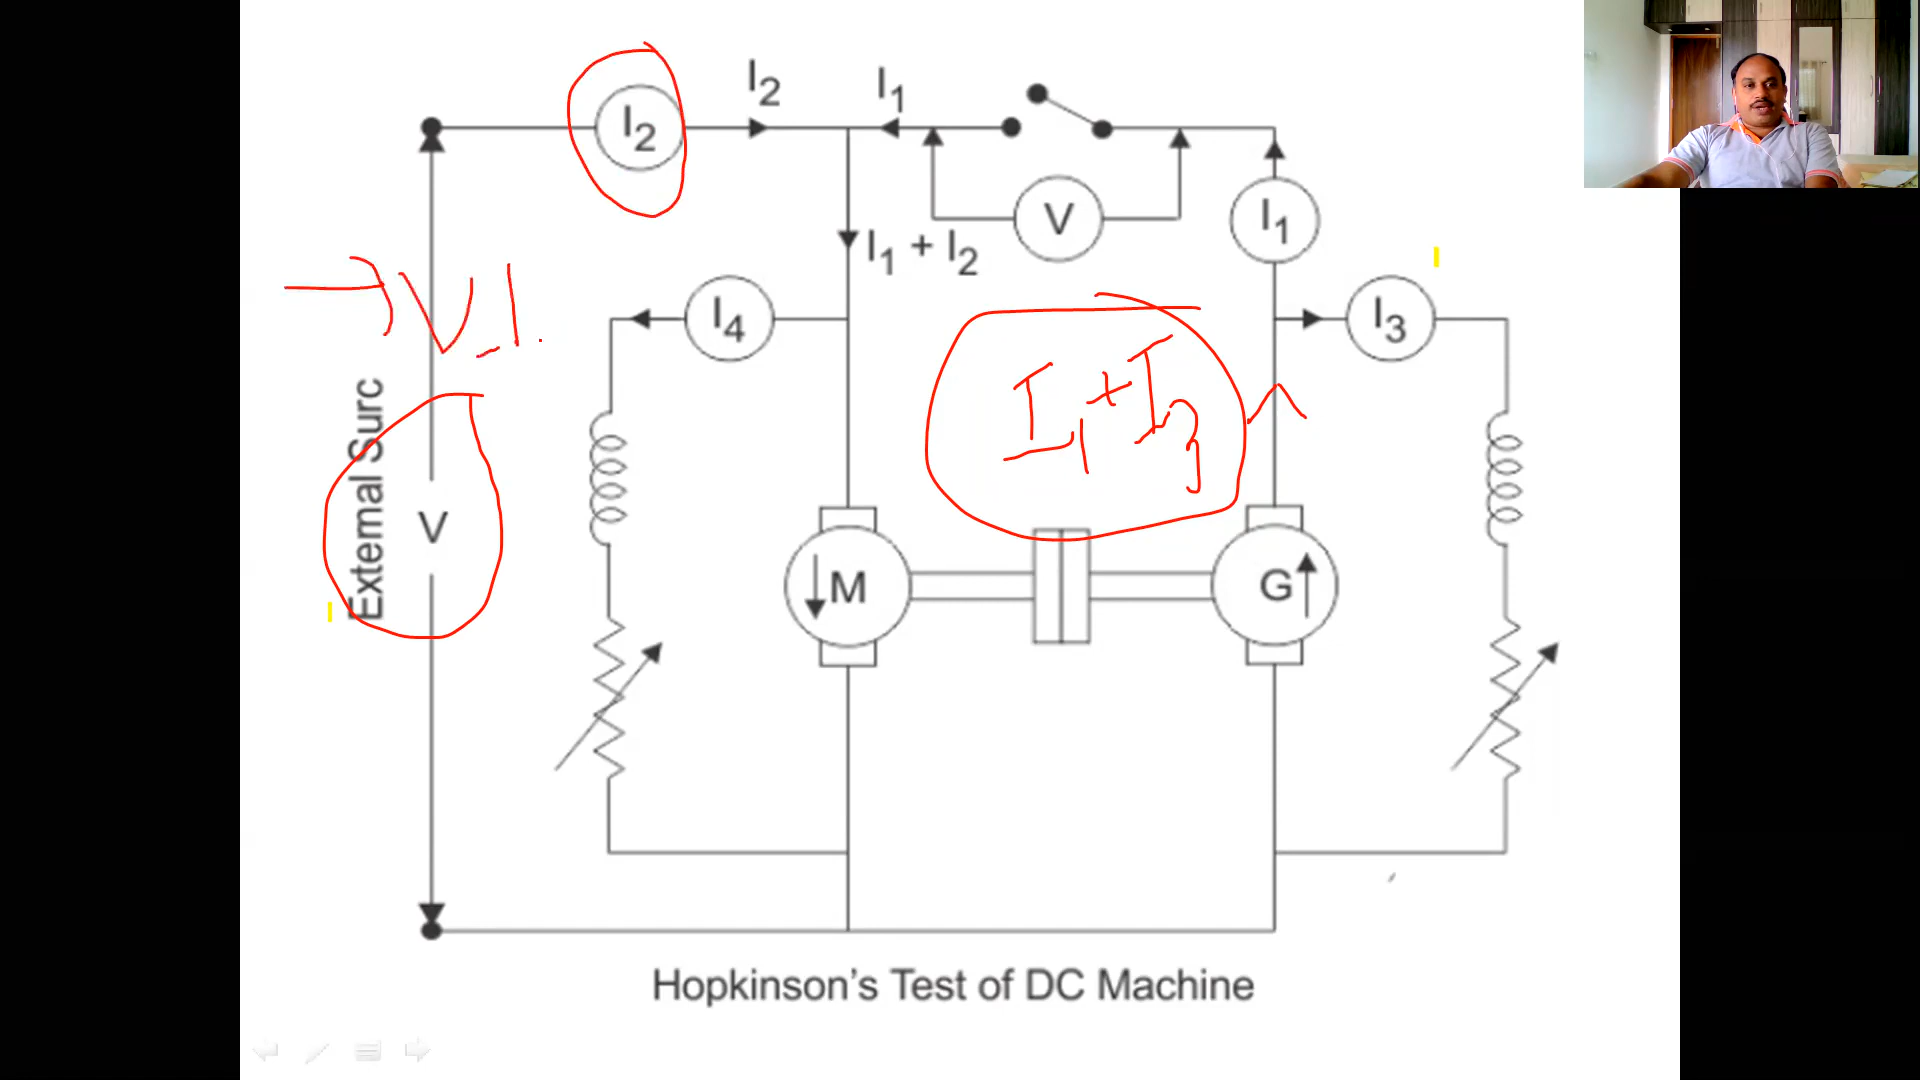 I2
I1
I2
V
I1
I1 + I2
I4
I3
V I
I1 + I3
External Surc
V
M
G
Hopkinson's Test of DC Machine